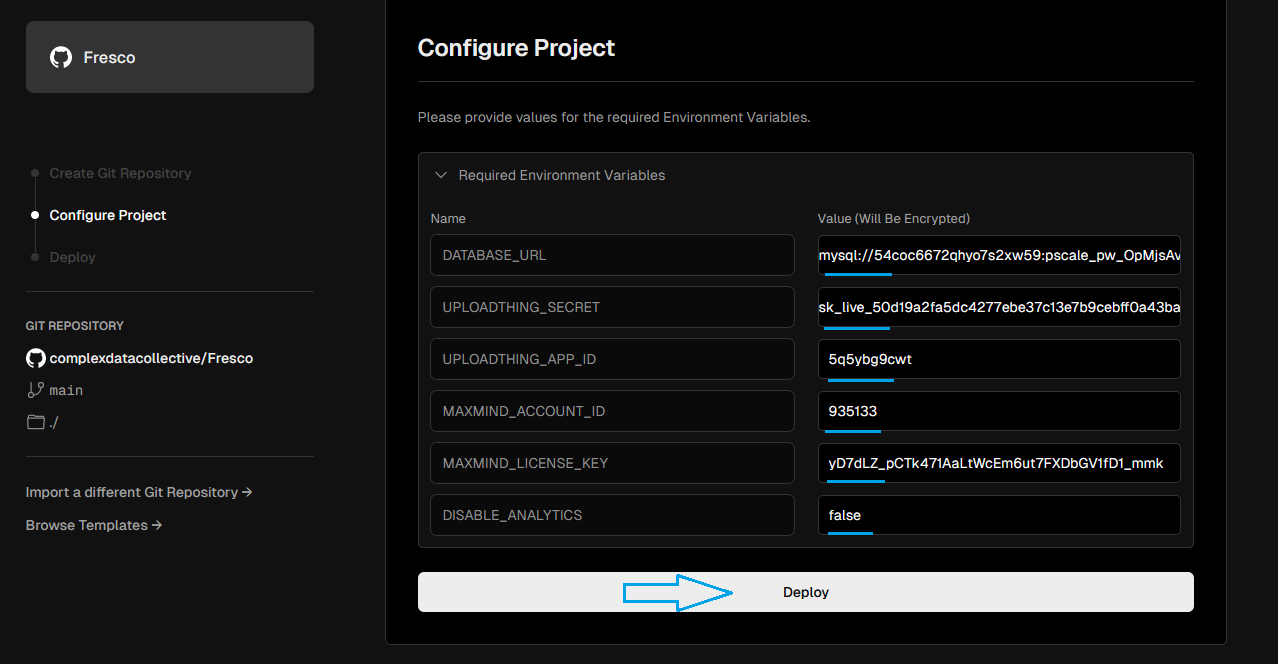 Fresco
Create Git Repository
Configure Project
Deploy
GIT REPOSITORY
complexdatacollective/Fresco
main
./
Import a different Git Repository →
Browse Templates →
Configure Project
Please provide values for the required Environment Variables.
Required Environment Variables
Name Value (Will Be Encrypted)
DATABASE_URL mysql://54coc6672qhyo7s2xw59:pscale_pw_OpMjsAv
UPLOADTHING_SECRET sk_live_50d19a2fa5dc4277ebe37c13e7b9cebff0a43ba
UPLOADTHING_APP_ID 5q5ybg9cwt
MAXMIND_ACCOUNT_ID 935133
MAXMIND_LICENSE_KEY 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
DISABLE_ANALYTICS false
Deploy